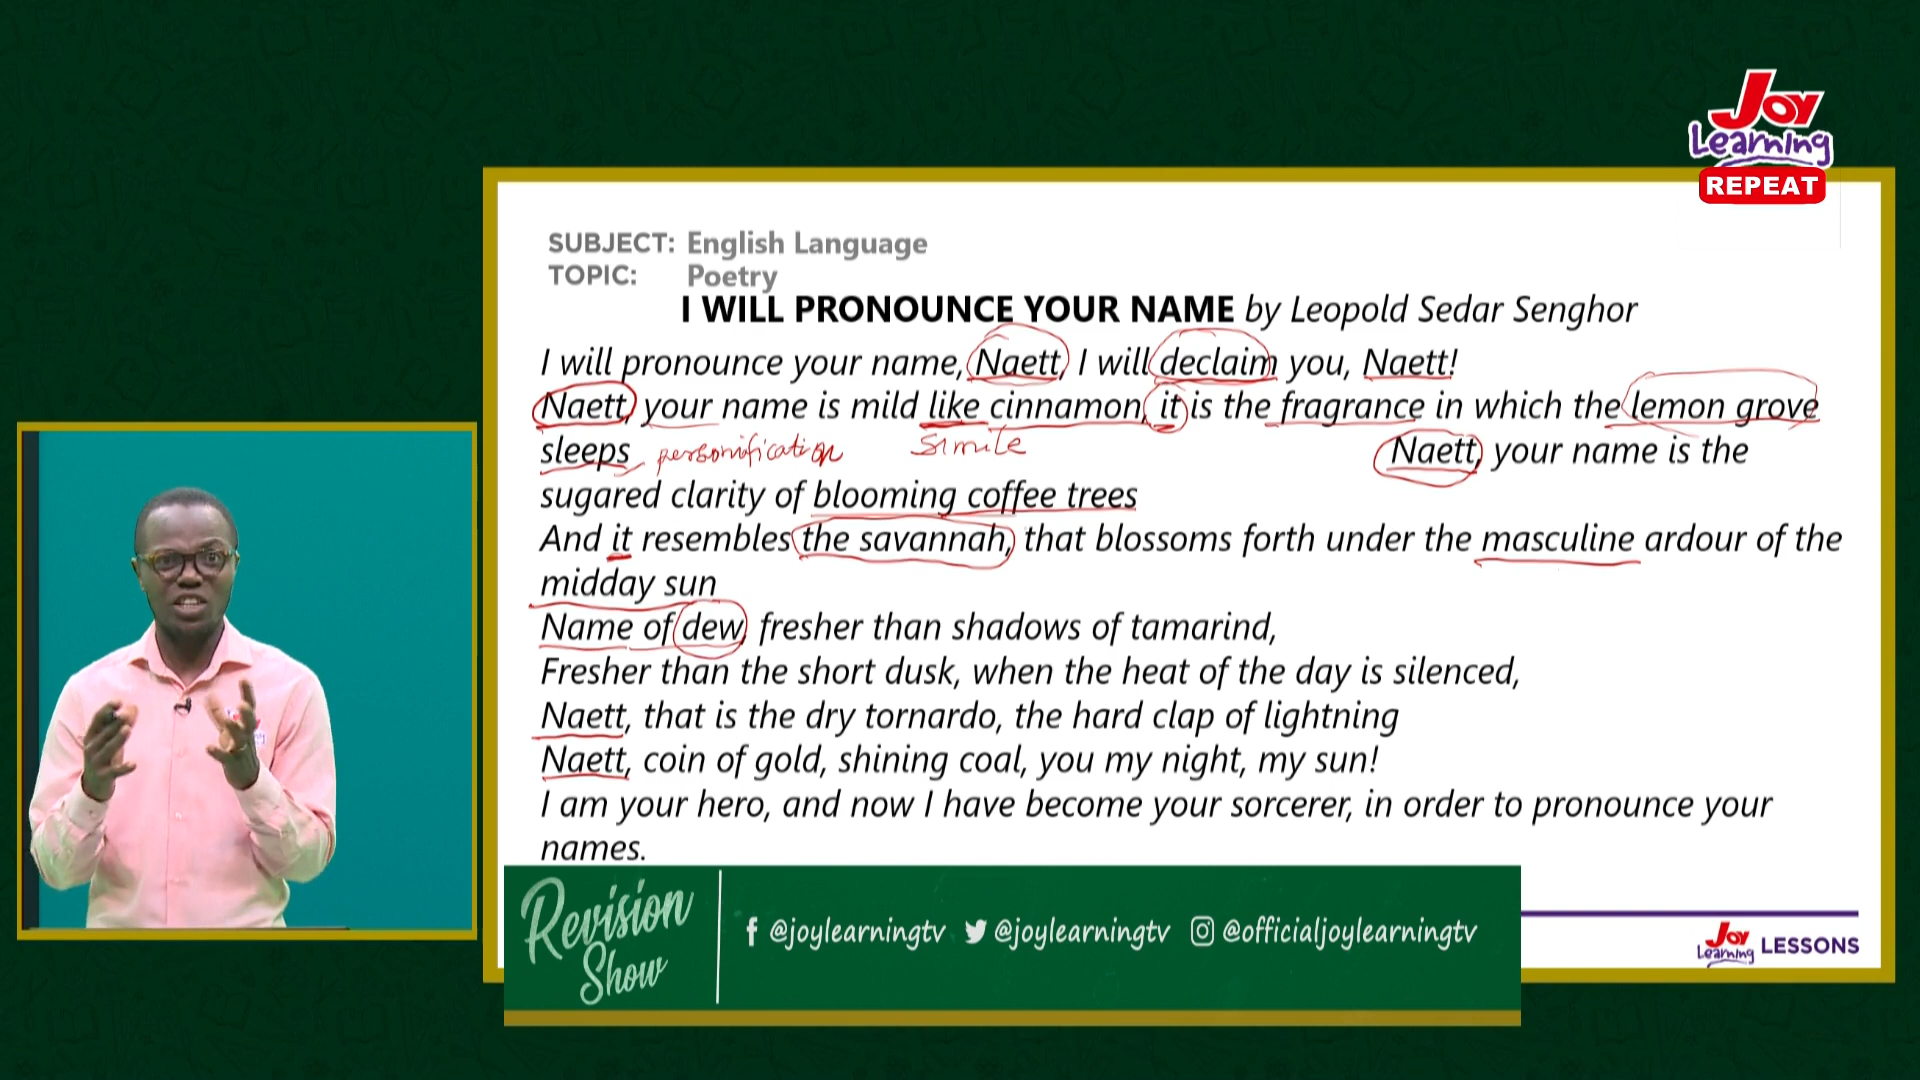 Joy
Learning
REPEAT
SUBJECT: English Language
TOPIC: Poetry
I WILL PRONOUNCE YOUR NAME by Leopold Sedar Senghor
I will pronounce your name, Naett, I will declaim you, Naett!
Naett, your name is mild like cinnamon, it is the fragrance in which the lemon grove
sleeps personification simile Naett, your name is the
sugared clarity of blooming coffee trees
And it resembles the savannah, that blossoms forth under the masculine ardour of the
midday sun
Name of dew, fresher than shadows of tamarind,
Fresher than the short dusk, when the heat of the day is silenced,
Naett, that is the dry tornardo, the hard clap of lightning
Naett, coin of gold, shining coal, you my night, my sun!
I am your hero, and now I have become your sorcerer, in order to pronounce your
names.
Revision
Show
@joylearningtv @joylearningtv @officialjoylearningtv
Joy
Learning LESSONS